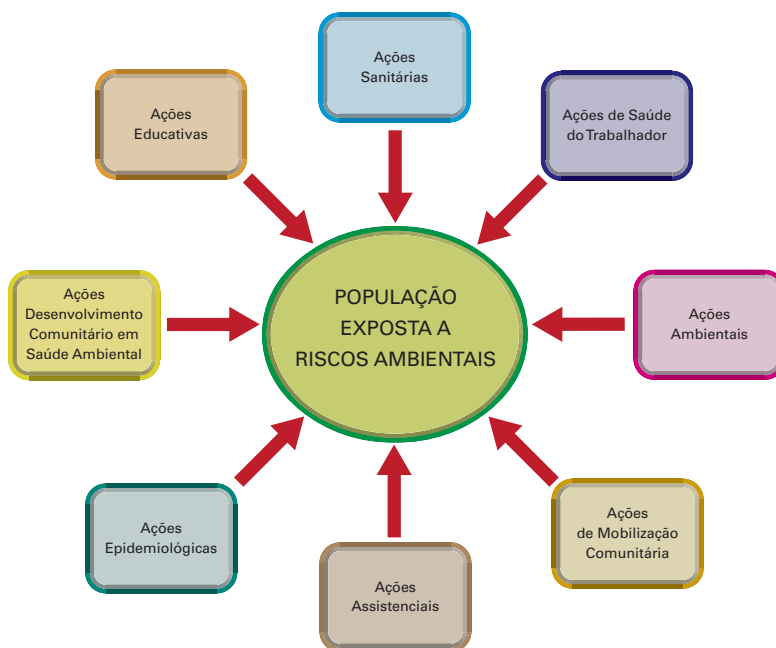 Ações
Sanitárias
Ações
Educativas
Ações de Saúde
do Trabalhador
Ações
Desenvolvimento
Comunitário em
Saúde Ambiental
POPULAÇÃO
EXPOSTA A
RISCOS AMBIENTAIS
Ações
Ambientais
Ações
Epidemiológicas
Ações
de Mobilização
Comunitária
Ações
Assistenciais